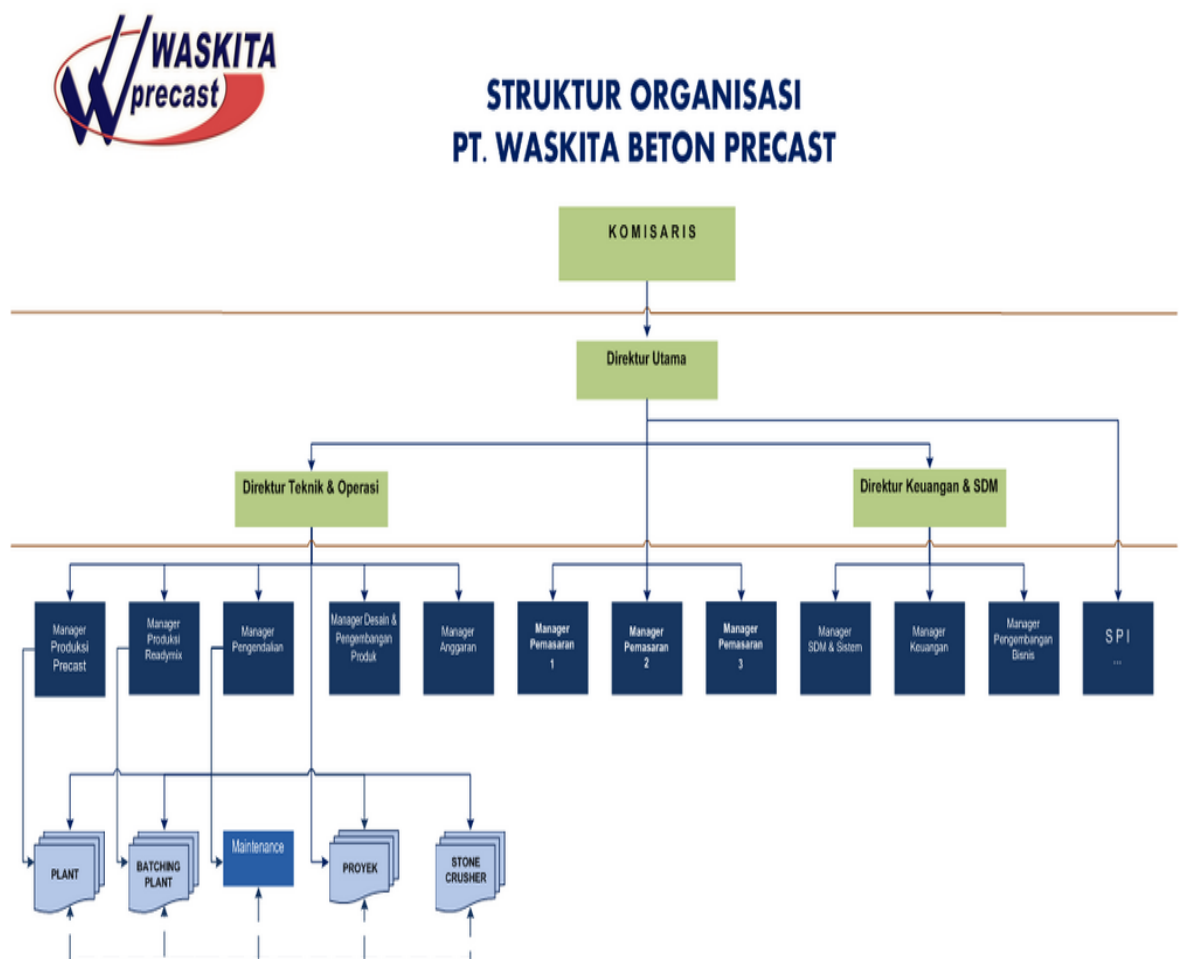 WASKITA
precast
STRUKTUR ORGANISASI
PT. WASKITA BETON PRECAST
KOMISARIS
Direktur Utama
Direktur Teknik & Operasi
Direktur Keuangan & SDM
Manager
Produksi
Precast
Manager
Produksi
Readymix
Manager
Pengendalian
Manager Desain &
Pengembangan
Produk
Manager
Anggaran
Manager
Pemasaran
1
Manager
Pemasaran
2
Manager
Pemasaran
3
Manager
SDM & Sistem
Manager
Keuangan
Manager
Pengembangan
Bisnis
SPI
...
PLANT
BATCHING
PLANT
Maintenance
PROYEK
STONE
CRUSHER